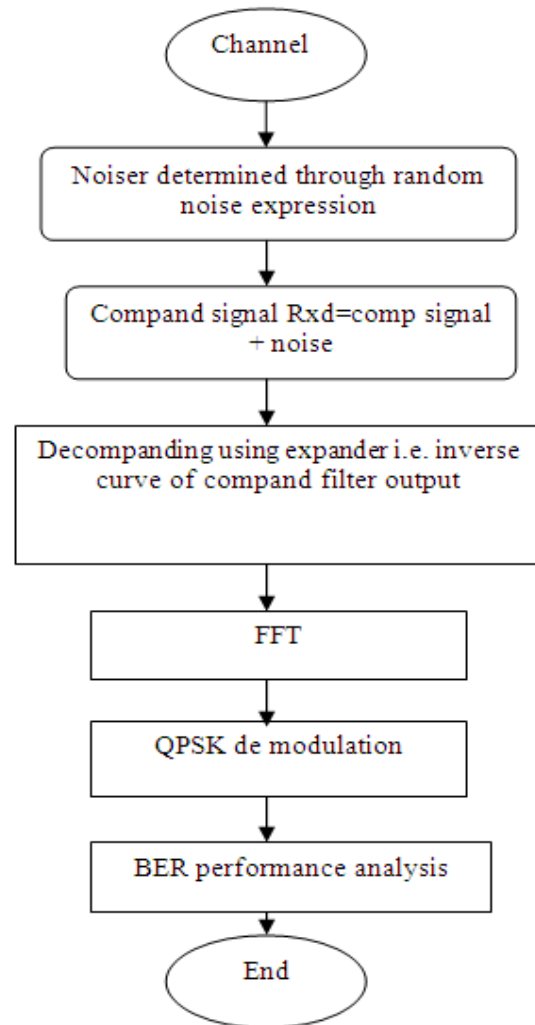 Channel
Noiser determined through random
noise expression
Compand signal Rxd=comp signal
+ noise
Decompanding using expander i.e. inverse
curve of compand filter output
FFT
QPSK de modulation
BER performance analysis
End